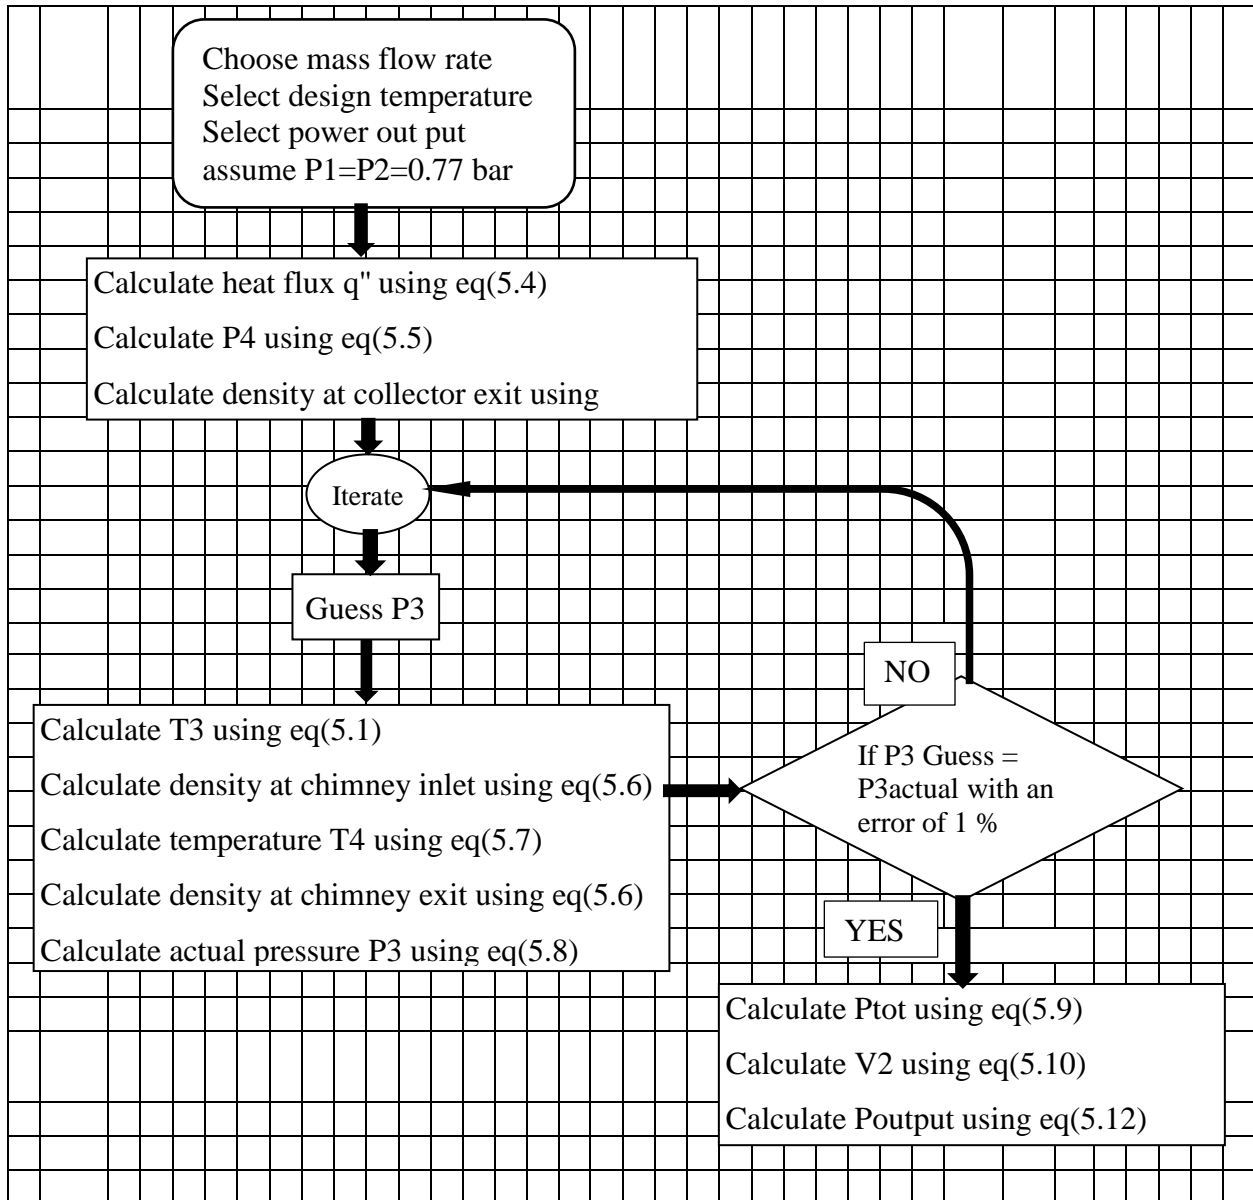 Choose mass flow rate
Select design temperature
Select power out put
assume P1=P2=0.77 bar
Calculate heat flux q" using eq(5.4)
Calculate P4 using eq(5.5)
Calculate density at collector exit using
Iterate
Guess P3
Calculate T3 using eq(5.1)
Calculate density at chimney inlet using eq(5.6)
Calculate temperature T4 using eq(5.7)
Calculate density at chimney exit using eq(5.6)
Calculate actual pressure P3 using eq(5.8)
NO
If P3 Guess =
P3actual with an
error of 1 %
YES
Calculate Ptot using eq(5.9)
Calculate V2 using eq(5.10)
Calculate Poutput using eq(5.12)